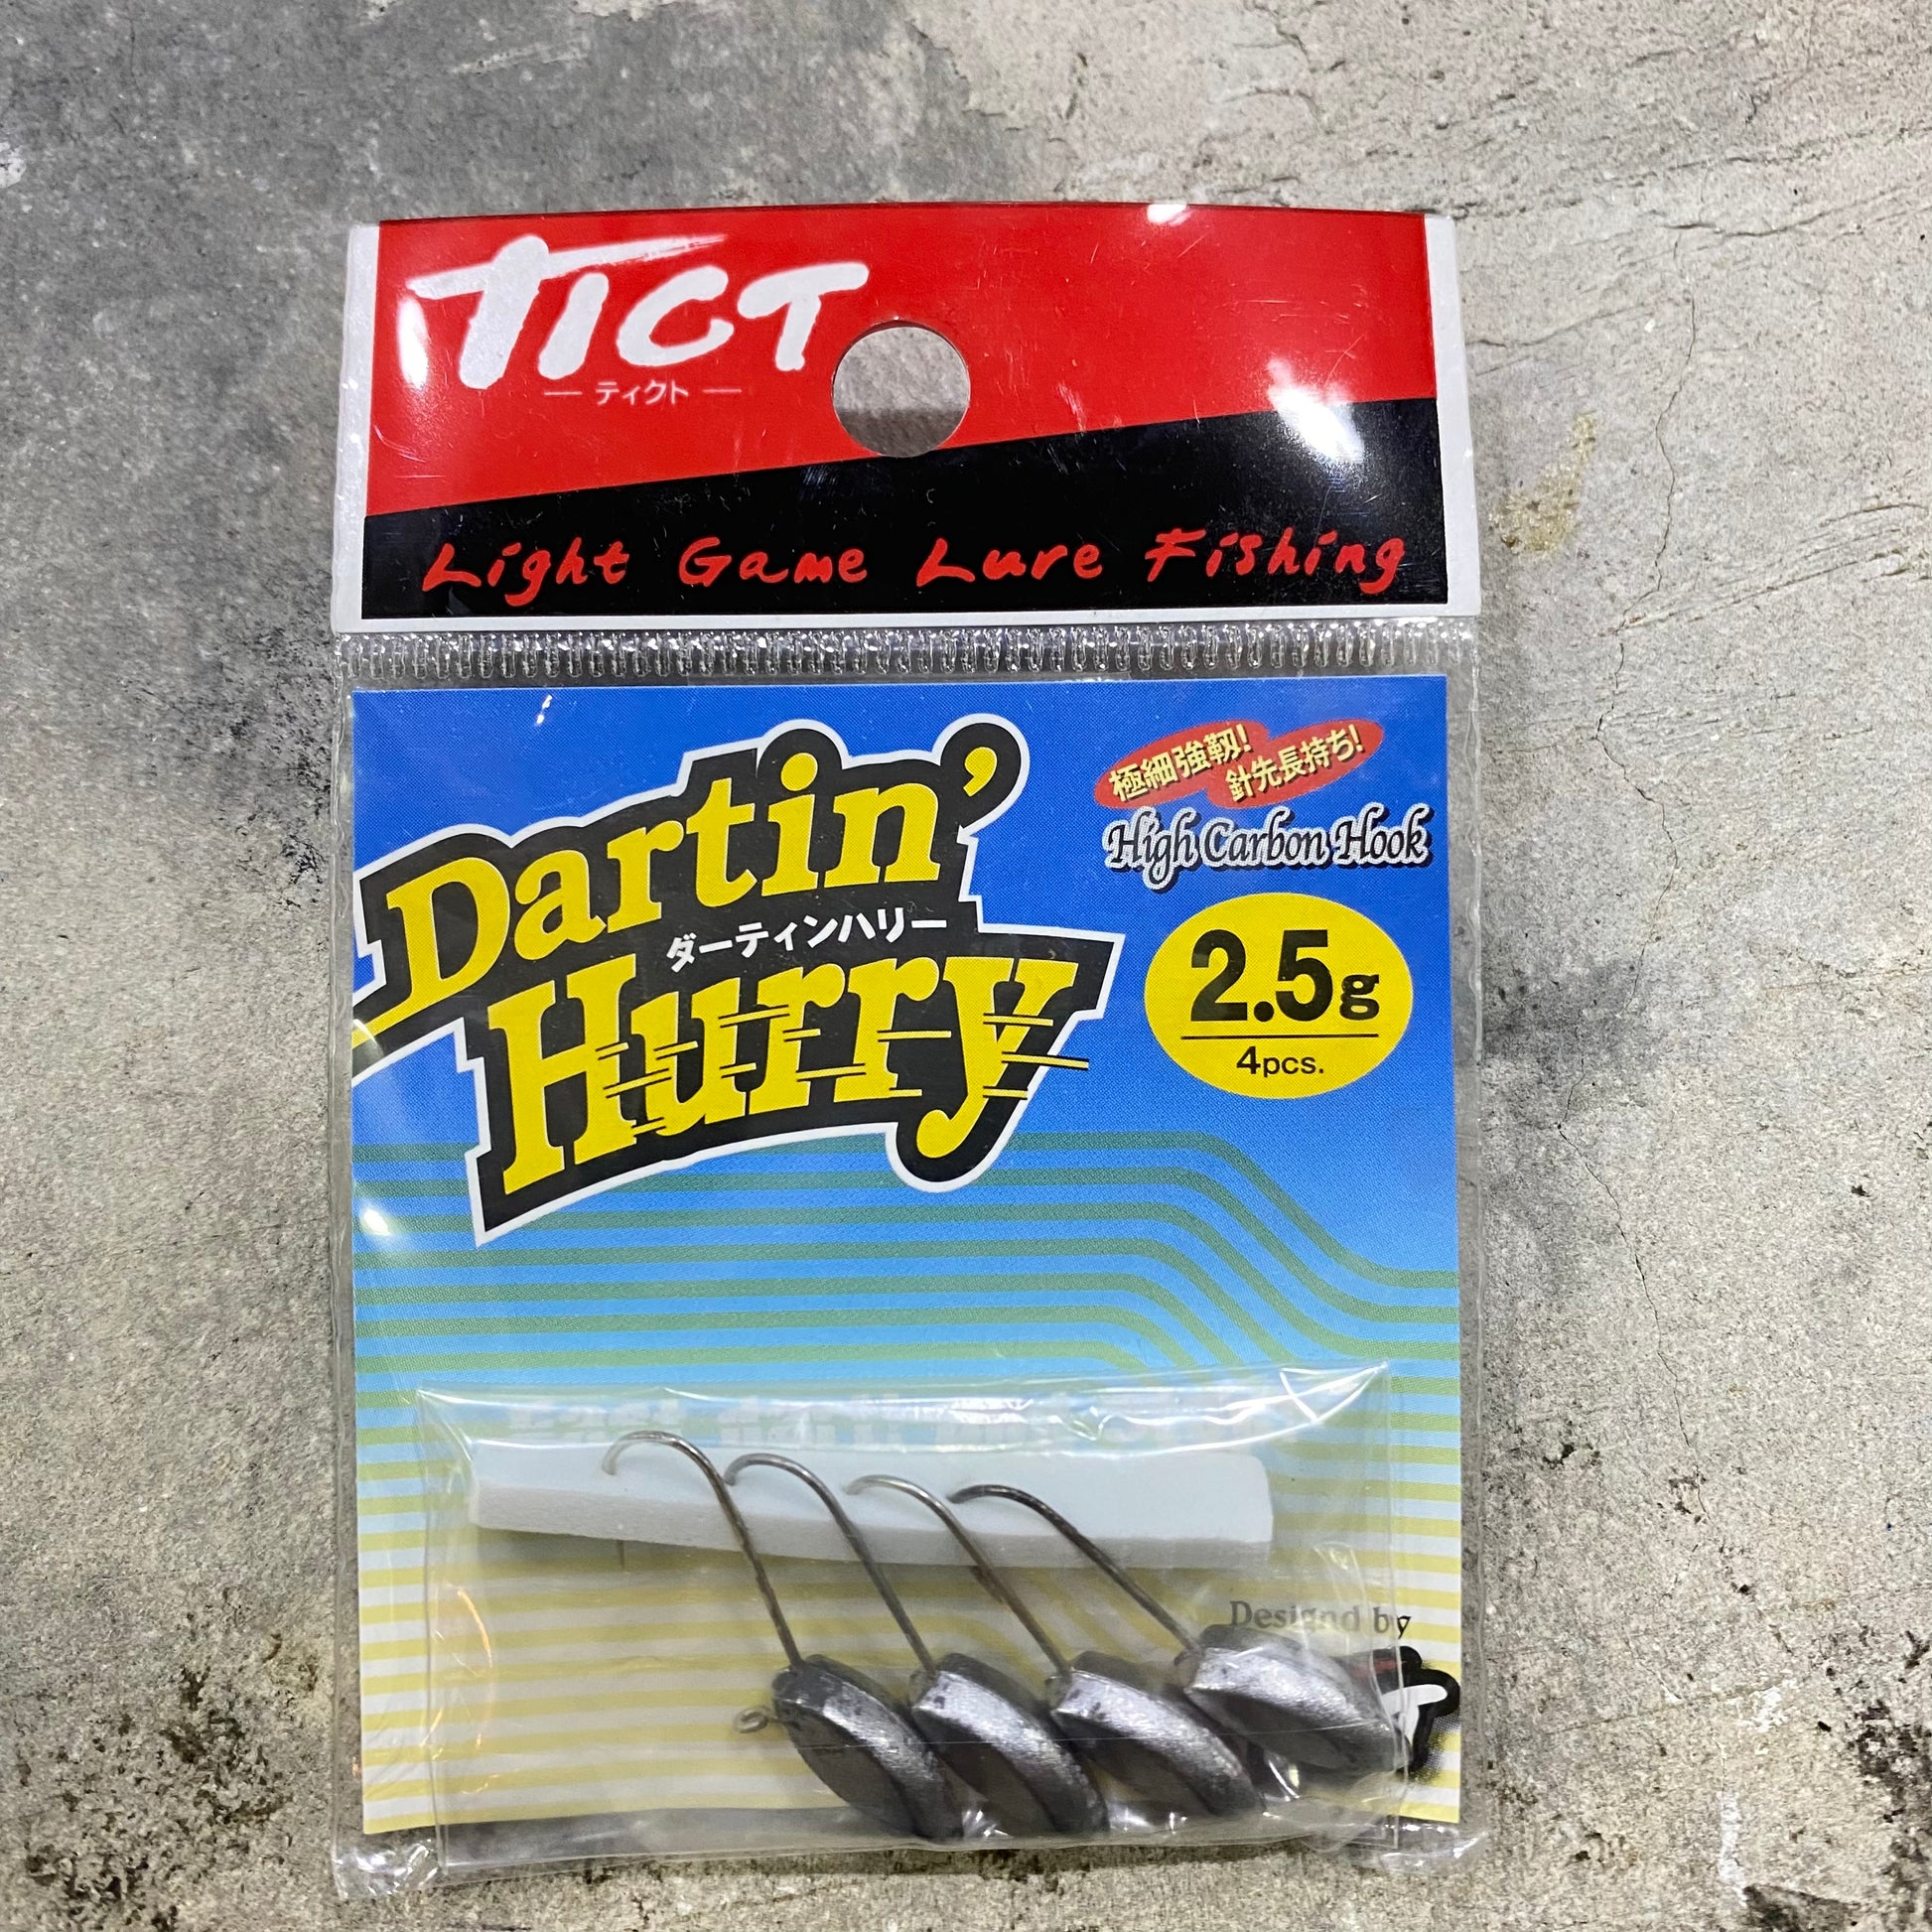 TICT
ティクト
Light Game Lure Fishing
極細強靭!
針先長持ち!
High Carbon Hook
Dartin'
ダーティンハリー
Hurry
2.5g
4pcs.
Designd by